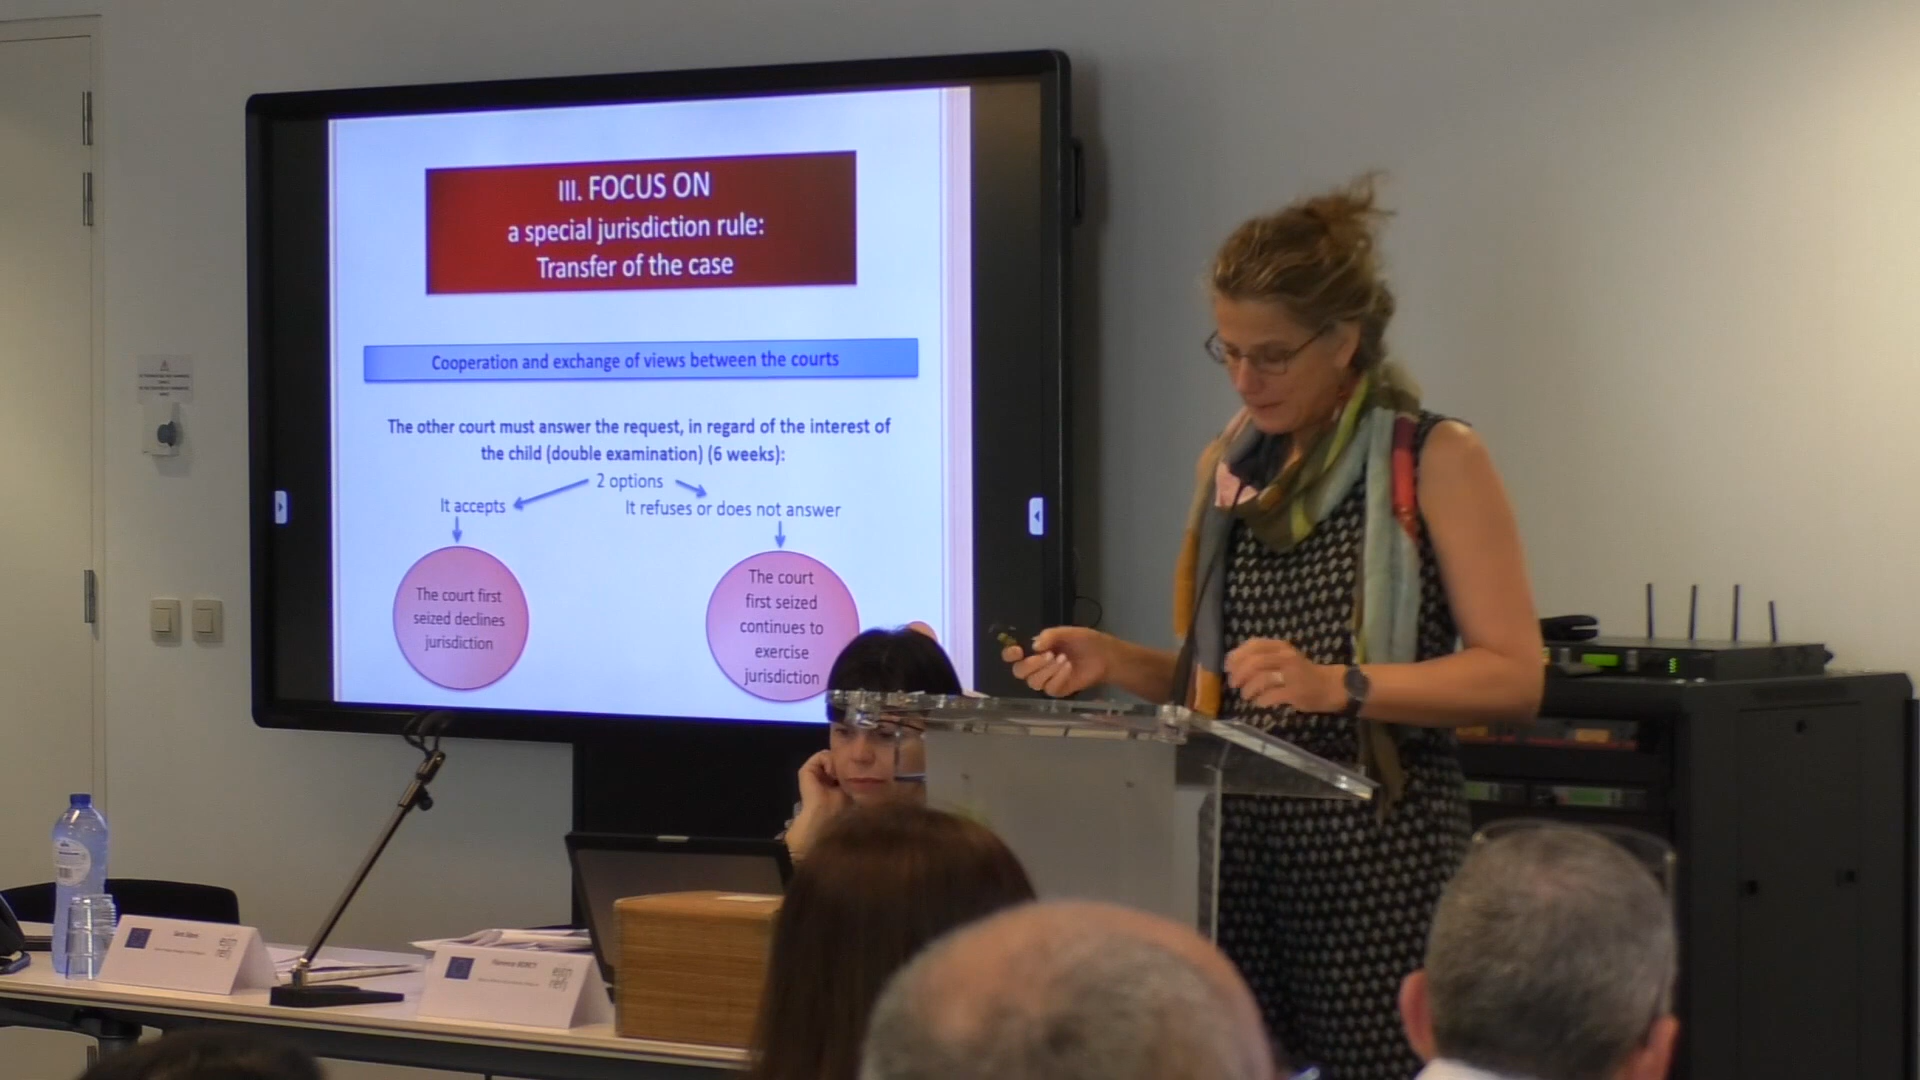 III. FOCUS ON
a special jurisdiction rule:
Transfer of the case
Cooperation and exchange of views between the courts
The other court must answer the request, in regard of the interest of
the child (double examination) (6 weeks):
2 options
It accepts
It refuses or does not answer
The court first
seized declines
jurisdiction
The court
first seized
continues to
exercise
jurisdiction